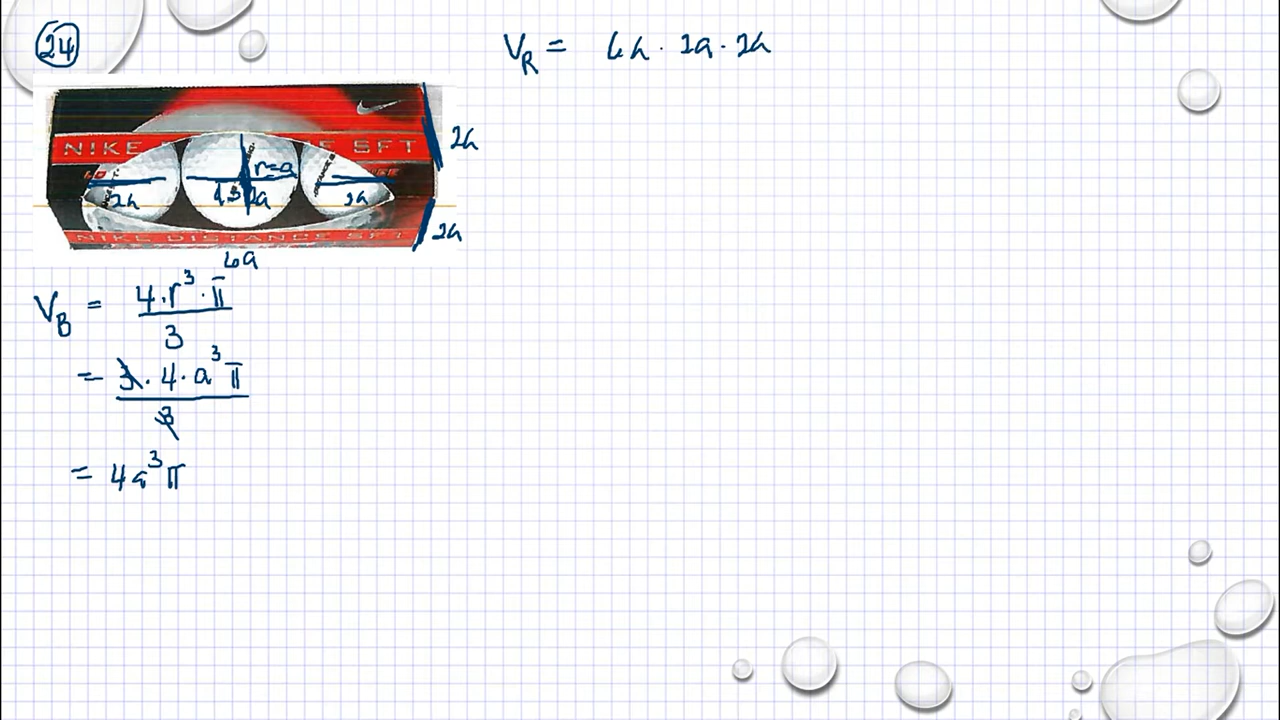 24
V_R = 6a · 2a · 2a
NIKE DISTANCE SFT
2a
r=a
2a 2a 2a
2a
NIKE DISTANCE SFT
6a
V_B = 4·r³·π / 3
= 3·4·a³π / 3
= 4a³π